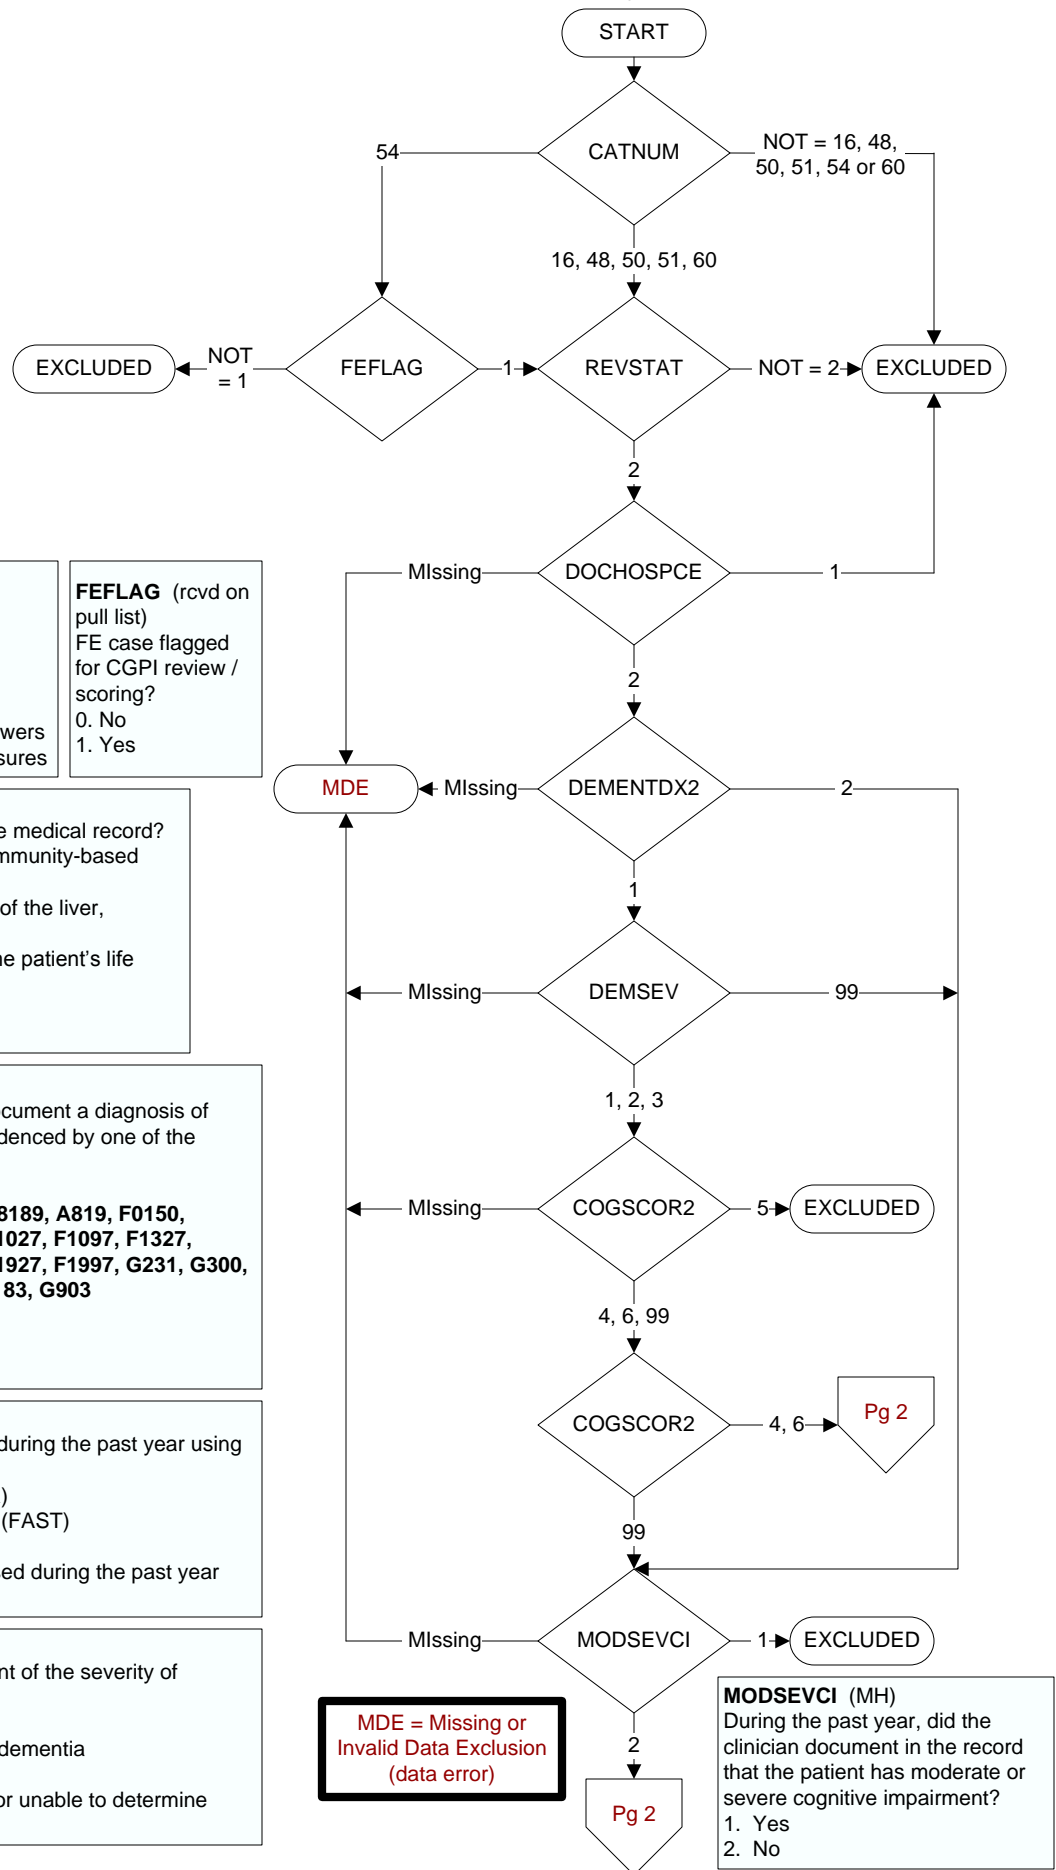 START
CATNUM
54
NOT = 16, 48,
50, 51, 54 or 60
16, 48, 50, 51, 60
EXCLUDED
NOT
= 1
FEFLAG
1
REVSTAT
NOT = 2
EXCLUDED
2
MIssing
DOCHOSPCE
1
2
MDE
MIssing
DEMENTDX2
2
1
MIssing
DEMSEV
99
1, 2, 3
MIssing
COGSCOR2
5
EXCLUDED
4, 6, 99
COGSCOR2
4, 6
Pg 2
99
MIssing
MODSEVCI
1
EXCLUDED
2
Pg 2
wers
sures
FEFLAG (rcvd on
pull list)
FE case flagged
for CGPI review /
scoring?
0. No
1. Yes
e medical record?
mmunity-based
of the liver,
ne patient's life
ocument a diagnosis of
idenced by one of the
8189, A819, F0150,
1027, F1097, F1327,
1927, F1997, G231, G300,
83, G903
during the past year using
)
(FAST)
ed during the past year
nt of the severity of
dementia
or unable to determine
MDE = Missing or
Invalid Data Exclusion
(data error)
MODSEVCI (MH)
During the past year, did the
clinician document in the record
that the patient has moderate or
severe cognitive impairment?
1. Yes
2. No